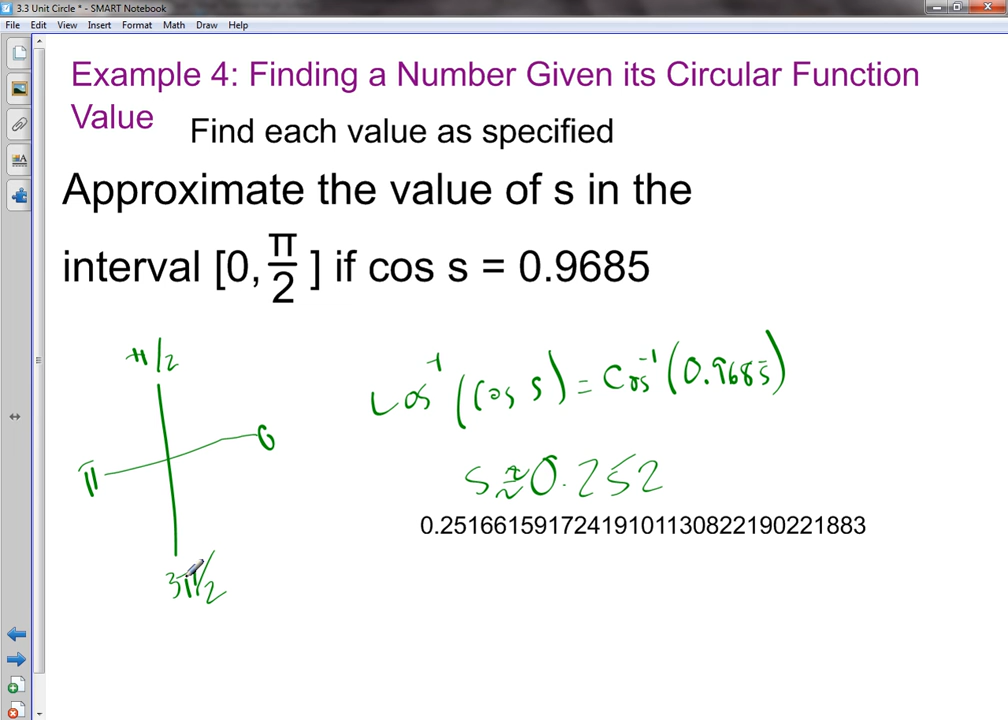 3.3 Unit Circle * - SMART Notebook
File Edit View Insert Format Math Draw Help
Example 4: Finding a Number Given its Circular Function
Value
Find each value as specified
Approximate the value of s in the
interval [0, π/2 ] if cos s = 0.9685
π/2
cos⁻¹(cos s) = cos⁻¹(0.9685)
0
π
s ≈ 0.252
0.25166159172419101130822190221883
3π/2